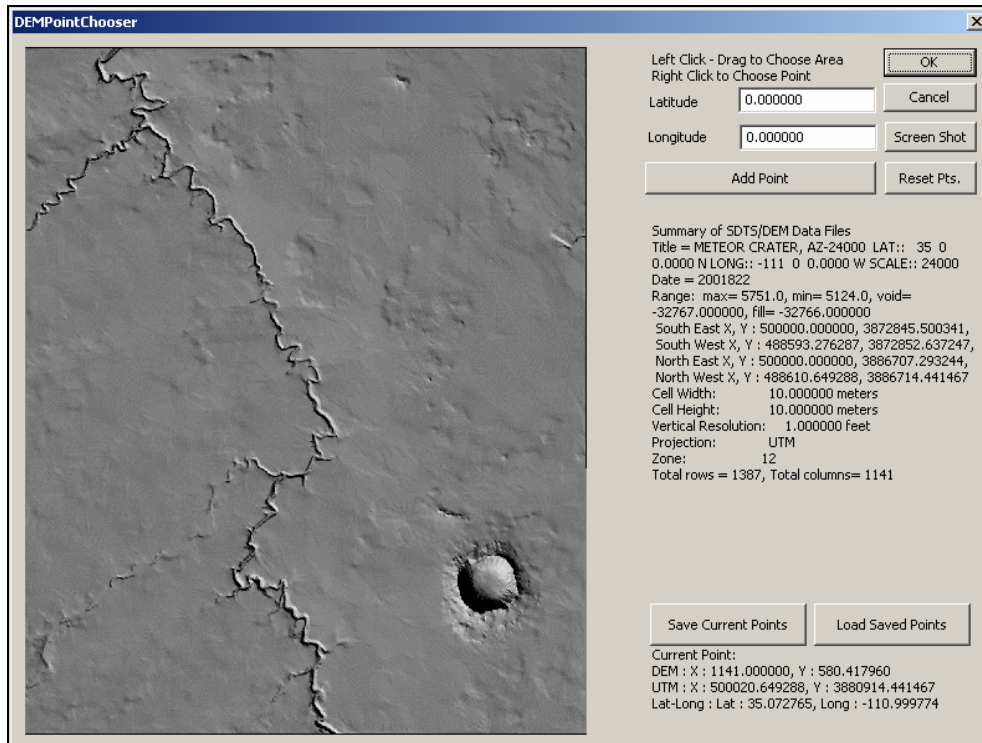 DEMPointChooser
Left Click - Drag to Choose Area
Right Click to Choose Point
OK
Latitude 0.000000
Cancel
Longitude 0.000000
Screen Shot
Add Point
Reset Pts.
Summary of SDTS/DEM Data Files
Title = METEOR CRATER, AZ-24000 LAT:: 35 0
0.0000 N LONG:: -111 0 0.0000 W SCALE:: 24000
Date = 2001822
Range: max= 5751.0, min= 5124.0, void=
-32767.000000, fill= -32766.000000
South East X, Y : 500000.000000, 3872845.500341,
South West X, Y : 488593.276287, 3872852.637247,
North East X, Y : 500000.000000, 3886707.293244,
North West X, Y : 488610.649288, 3886714.441467
Cell Width: 10.000000 meters
Cell Height: 10.000000 meters
Vertical Resolution: 1.000000 feet
Projection: UTM
Zone: 12
Total rows = 1387, Total columns= 1141
Save Current Points
Load Saved Points
Current Point:
DEM : X : 1141.000000, Y : 580.417960
UTM : X : 500020.649288, Y : 3880914.441467
Lat-Long : Lat : 35.072765, Long : -110.999774